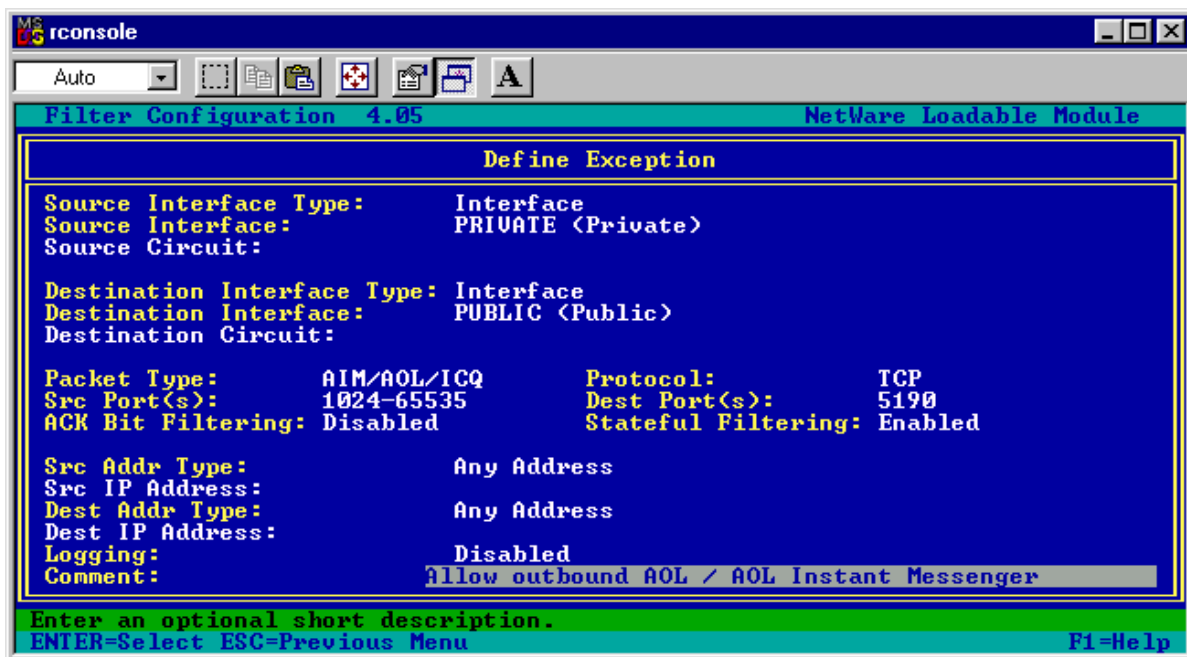 MS DOS rconsole
Auto A
Filter Configuration 4.05 NetWare Loadable Module
Define Exception
Source Interface Type: Interface
Source Interface: PRIVATE (Private)
Source Circuit:
Destination Interface Type: Interface
Destination Interface: PUBLIC (Public)
Destination Circuit:
Packet Type: AIM/AOL/ICQ Protocol: TCP
Src Port(s): 1024-65535 Dest Port(s): 5190
ACK Bit Filtering: Disabled Stateful Filtering: Enabled
Src Addr Type: Any Address
Src IP Address:
Dest Addr Type: Any Address
Dest IP Address:
Logging: Disabled
Comment: Allow outbound AOL / AOL Instant Messenger
Enter an optional short description.
ENTER=Select ESC=Previous Menu F1=Help